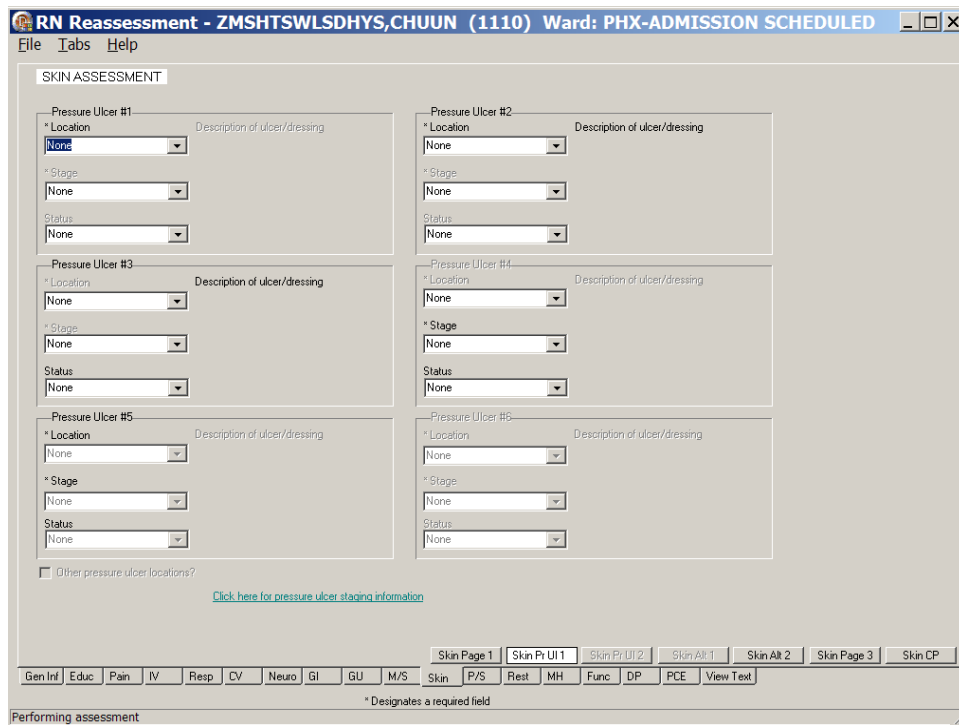 RN Reassessment - ZMSHTSWLSDHYS,CHUUN (1110) Ward: PHX-ADMISSION SCHEDULED
File Tabs Help
SKIN ASSESSMENT
Pressure Ulcer #1
* Location Description of ulcer/dressing
None
* Stage
None
Status
None
Pressure Ulcer #2
* Location Description of ulcer/dressing
None
* Stage
None
Status
None
Pressure Ulcer #3
* Location Description of ulcer/dressing
None
* Stage
None
Status
None
Pressure Ulcer #4
* Location Description of ulcer/dressing
None
* Stage
None
Status
None
Pressure Ulcer #5
* Location Description of ulcer/dressing
None
* Stage
None
Status
None
Pressure Ulcer #6
* Location Description of ulcer/dressing
None
* Stage
None
Status
None
Other pressure ulcer locations?
Click here for pressure ulcer staging information
Skin Page 1 Skin Pr Ul 1 Skin Pr Ul 2 Skin Alt 1 Skin Alt 2 Skin Page 3 Skin CP
Gen Inf Educ Pain IV Resp CV Neuro GI GU M/S Skin P/S Rest MH Func DP PCE View Text
* Designates a required field
Performing assessment